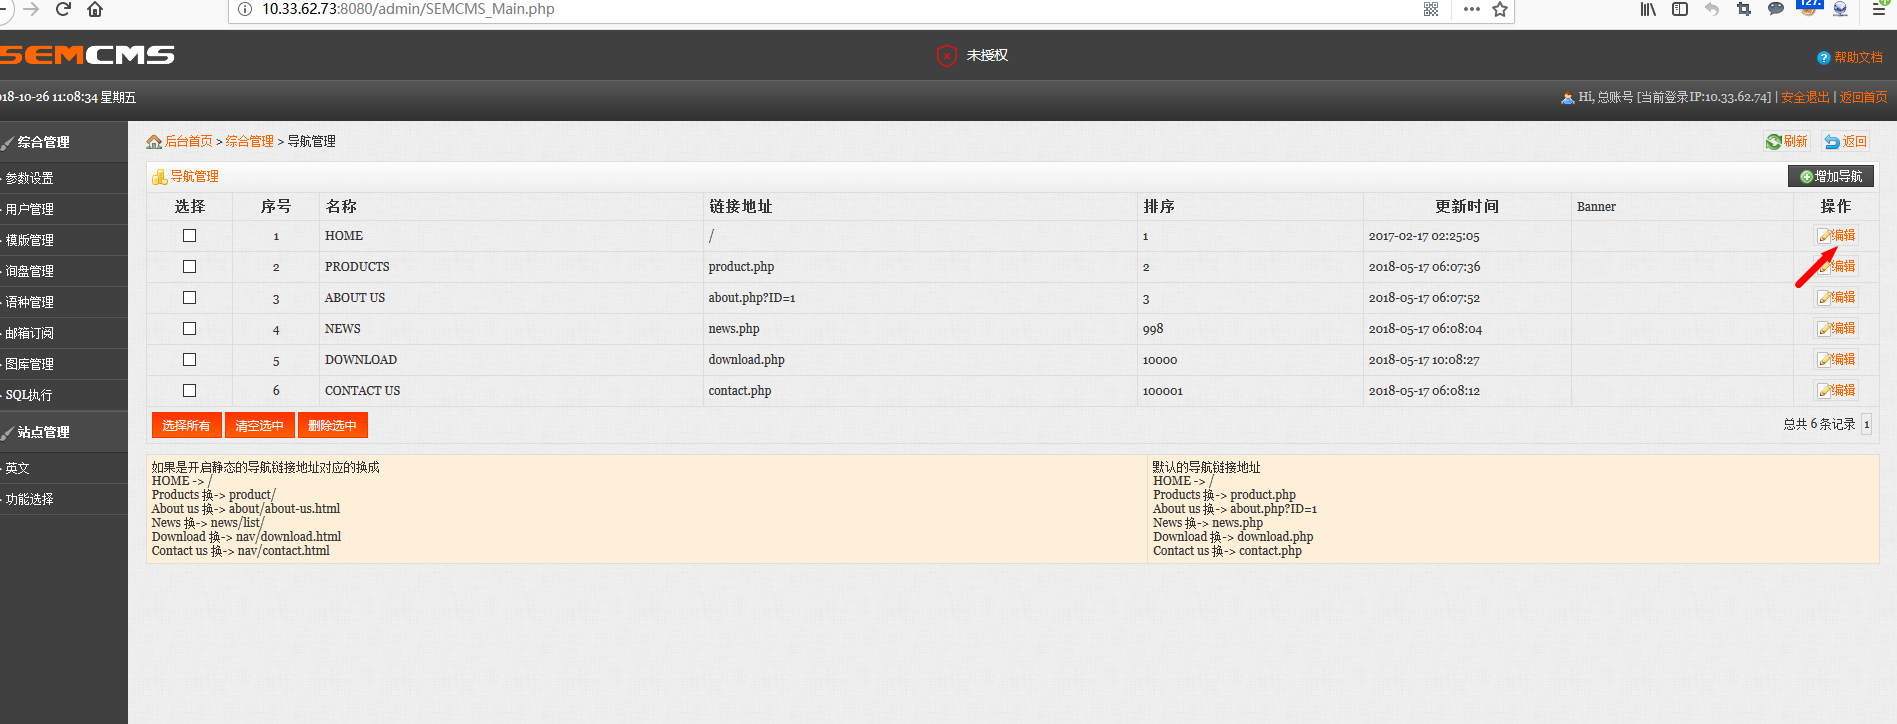 10.33.62.73:8080/admin/SEMCMS_Main.php
127.
SEMCMS
未授权
帮助文档
18-10-26 11:08:34 星期五
Hi, 总账号 [当前登录IP:10.33.62.74] | 安全退出 | 返回首页
综合管理
参数设置
用户管理
模版管理
询盘管理
语种管理
邮箱订阅
图库管理
SQL执行
站点管理
英文
功能选择
后台首页 > 综合管理 > 导航管理
刷新 返回
导航管理
增加导航
选择 序号 名称 链接地址 排序 更新时间 Banner 操作
1 HOME / 1 2017-02-17 02:25:05 编辑
2 PRODUCTS product.php 2 2018-05-17 06:07:36 编辑
3 ABOUT US about.php?ID=1 3 2018-05-17 06:07:52 编辑
4 NEWS news.php 998 2018-05-17 06:08:04 编辑
5 DOWNLOAD download.php 10000 2018-05-17 10:08:27 编辑
6 CONTACT US contact.php 100001 2018-05-17 06:08:12 编辑
选择所有 清空选中 删除选中
总共 6 条记录 1
如果是开启静态的导航链接地址对应的换成
HOME -> /
Products 换-> product/
About us 换-> about/about-us.html
News 换-> news/list/
Download 换-> nav/download.html
Contact us 换-> nav/contact.html
默认的导航链接地址
HOME -> /
Products 换-> product.php
About us 换-> about.php?ID=1
News 换-> news.php
Download 换-> download.php
Contact us 换-> contact.php